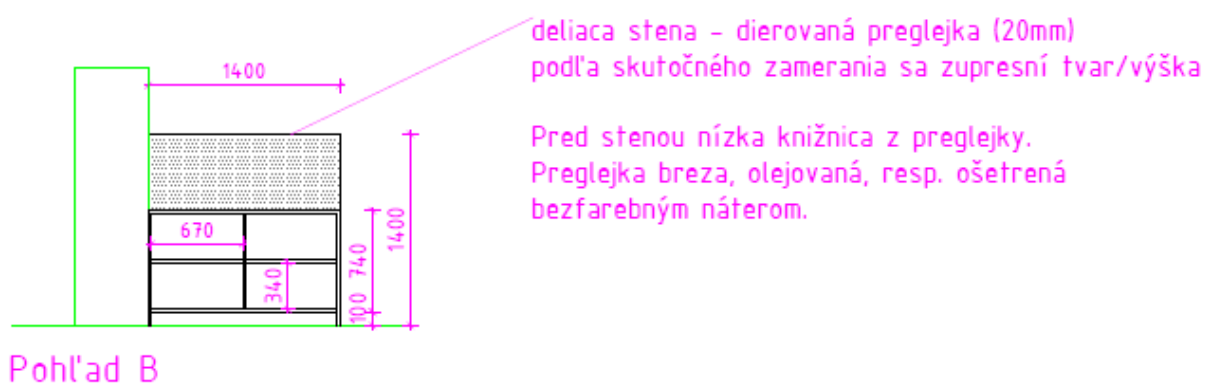 deliaca stena - dierovaná preglejka (20mm)
podľa skutočného zamerania sa zupresní tvar/výška
1400
Pred stenou nízka knižnica z preglejky.
Preglejka breza, olejovaná, resp. ošetrená
bezfarebným náterom.
670
340
100
740
1400
Pohľad B